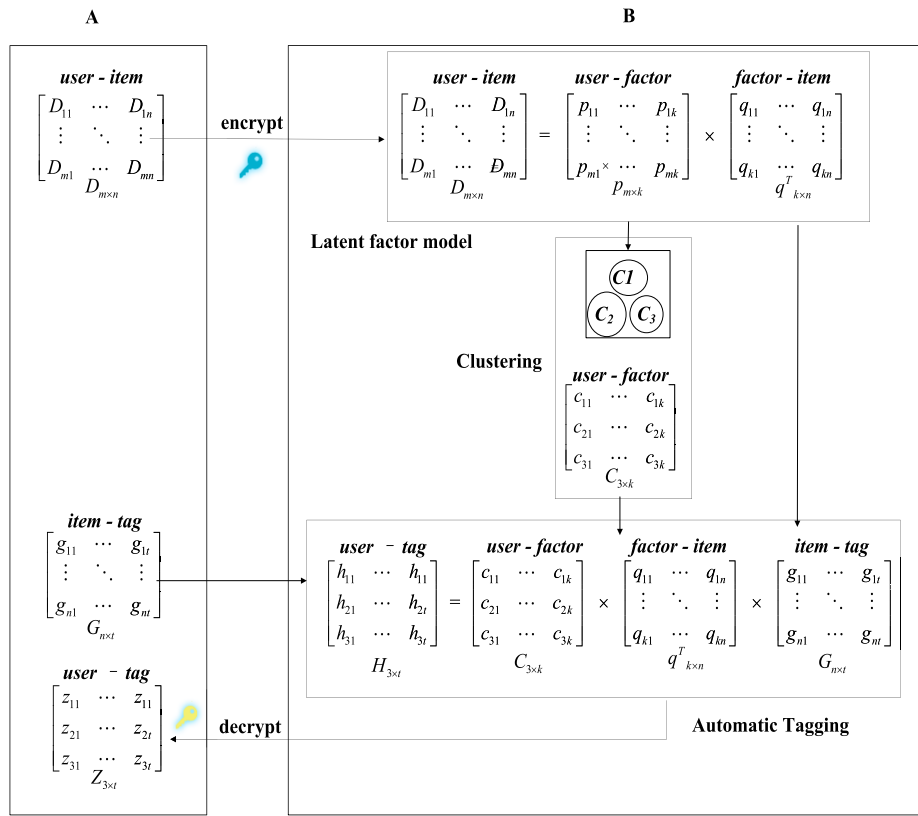 A
B
user - item
D11 ⋯ D1n
⋮ ⋱ ⋮
Dm1 ⋯ Dmn
Dm×n
encrypt
user - item
D11 ⋯ D1n
⋮ ⋱ ⋮
Dm1 ⋯ Dmn
Dm×n
=
user - factor
p11 ⋯ p1k
⋮ ⋱ ⋮
pm1× ⋯ pmk
pm×k
×
factor - item
q11 ⋯ q1n
⋮ ⋱ ⋮
qk1 ⋯ qkn
qTk×n
Latent factor model
C1
C2 C3
Clustering
user - factor
c11 ⋯ c1k
c21 ⋯ c2k
c31 ⋯ c3k
C3×k
item - tag
g11 ⋯ g1t
⋮ ⋱ ⋮
gn1 ⋯ gnt
Gn×t
user - tag
h11 ⋯ h11
h21 ⋯ h2t
h31 ⋯ h3t
H3×t
=
user - factor
c11 ⋯ c1k
c21 ⋯ c2k
c31 ⋯ c3k
C3×k
×
factor - item
q11 ⋯ q1n
⋮ ⋱ ⋮
qk1 ⋯ qkn
qTk×n
×
item - tag
g11 ⋯ g1t
⋮ ⋱ ⋮
gn1 ⋯ gnt
Gn×t
user - tag
z11 ⋯ z11
z21 ⋯ z2t
z31 ⋯ z3t
Z3×t
decrypt
Automatic Tagging